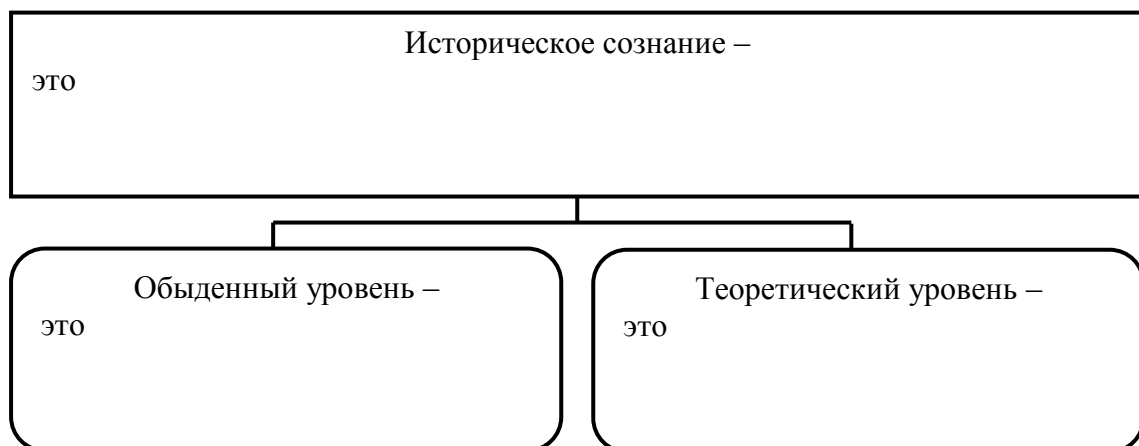 Историческое сознание –
это
Обыденный уровень –
это
Теоретический уровень –
это